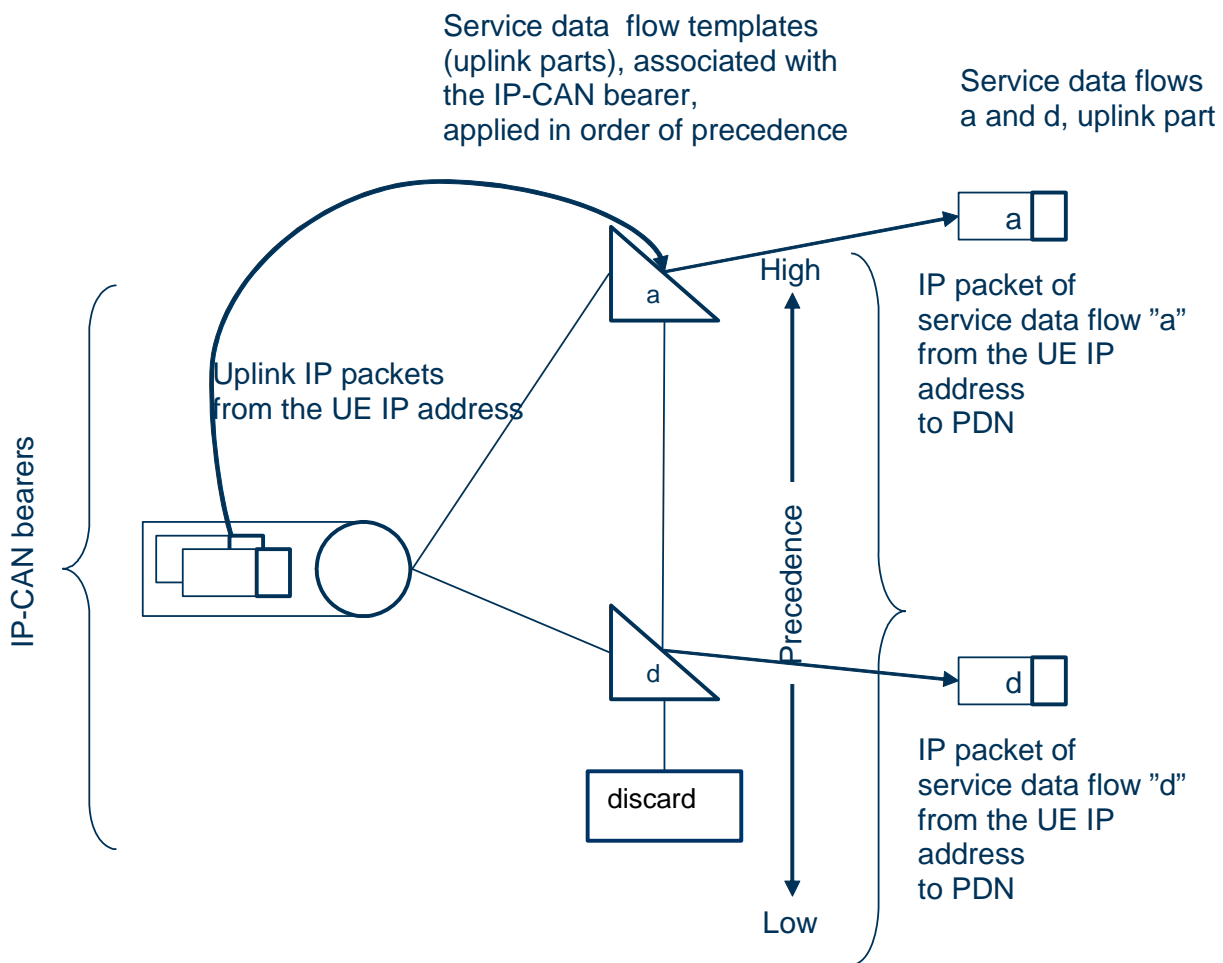 Service data flow templates
(uplink parts), associated with
the IP-CAN bearer,
applied in order of precedence
Service data flows
a and d, uplink part
a
High
a
IP packet of
service data flow ”a”
from the UE IP
address
to PDN
Uplink IP packets
from the UE IP address
IP-CAN bearers
Precedence
d
d
IP packet of
service data flow ”d”
from the UE IP
address
to PDN
discard
Low